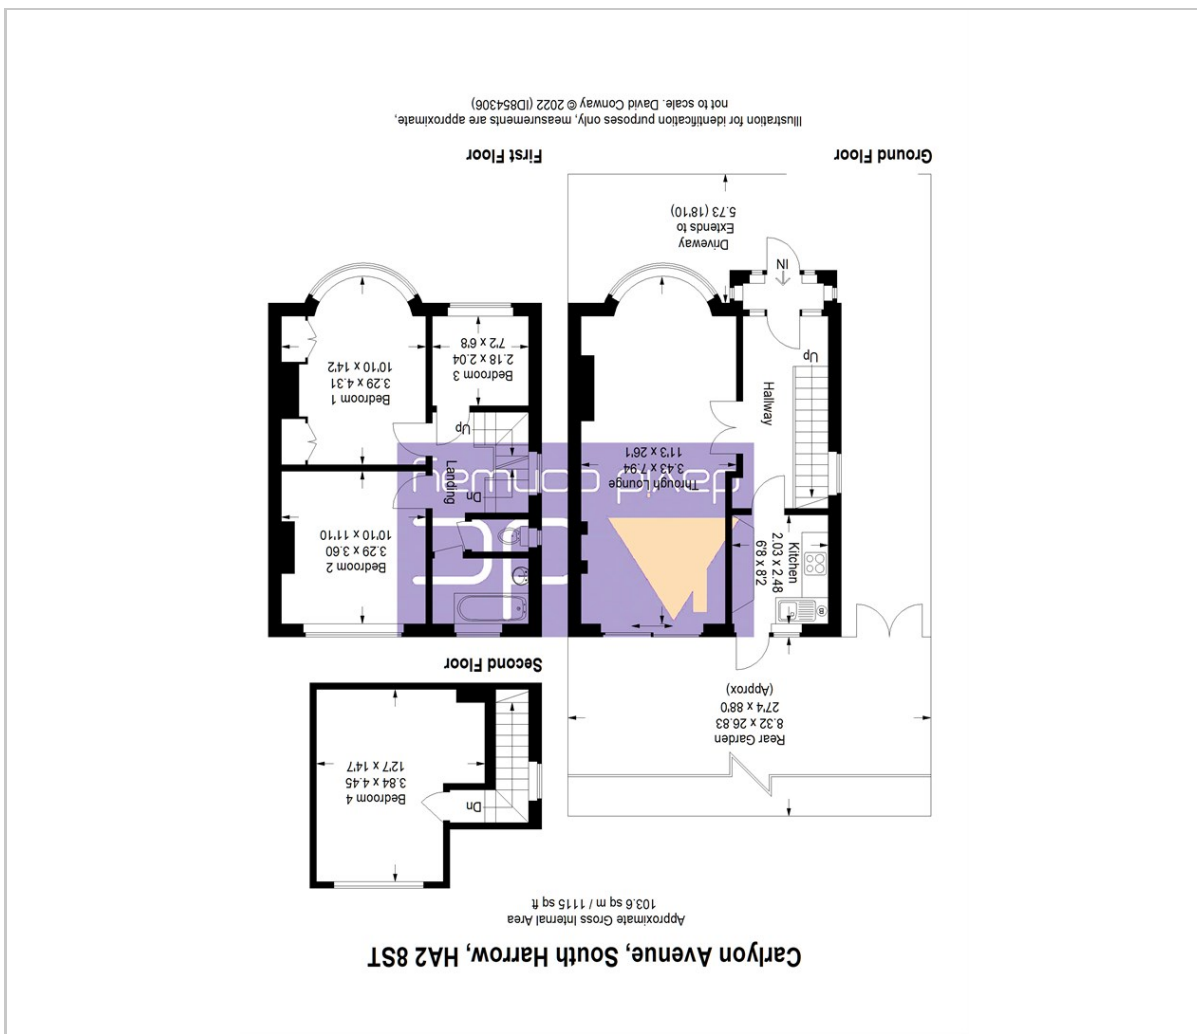 Carlyon Avenue, South Harrow, HA2 8ST
Approximate Gross Internal Area
103.6 sq m / 1115 sq ft
Bedroom 4
3.84 x 4.45
12'7 x 14'7
Dn
Second Floor
Rear Garden
8.32 x 26.83
27'4 x 88'0
(Approx)
Kitchen
2.03 x 2.48
6'8 x 8'2
B
Through Lounge
3.43 x 7.94
11'3 x 26'1
Hallway
Up
IN
Driveway
Extends to
5.73 (18'10)
Ground Floor
Bedroom 2
3.29 x 3.60
10'10 x 11'10
Landing
Dn
Up
Bedroom 3
2.18 x 2.04
7'2 x 6'8
Bedroom 1
3.29 x 4.31
10'10 x 14'2
First Floor
dc
david conway
Illustration for identification purposes only, measurements are approximate,
not to scale. David Conway © 2022 (ID854306)